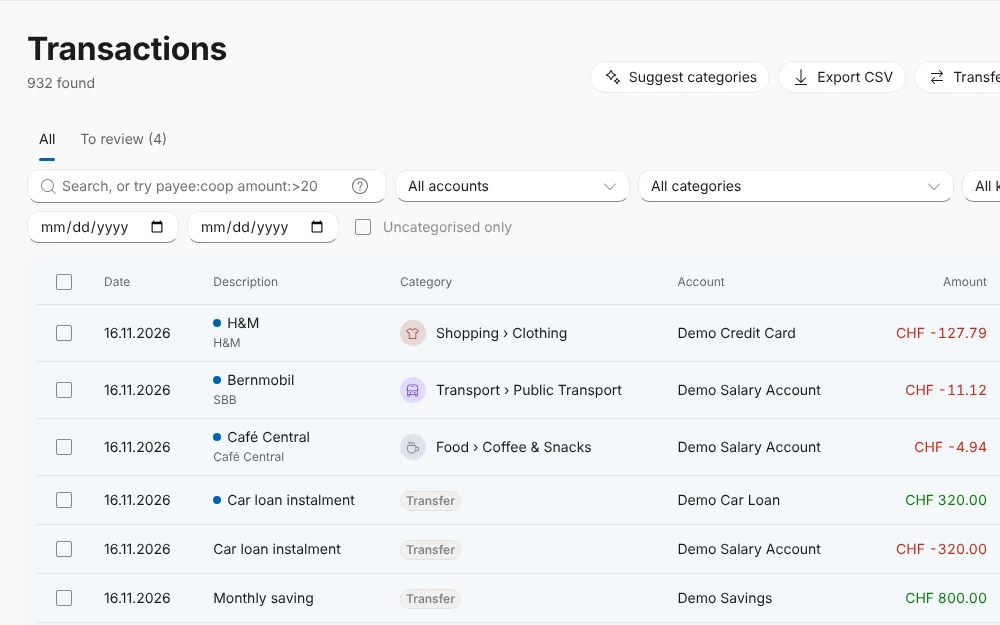 Transactions
932 found
Suggest categories
Export CSV
Transfe
All
To review (4)
Search, or try payee:coop amount:>20
?
All accounts
All categories
All k
mm/dd/yyyy
mm/dd/yyyy
Uncategorised only
Date Description Category Account Amount
16.11.2026 H&M Shopping › Clothing Demo Credit Card CHF -127.79
H&M
16.11.2026 Bernmobil Transport › Public Transport Demo Salary Account CHF -11.12
SBB
16.11.2026 Café Central Food › Coffee & Snacks Demo Salary Account CHF -4.94
Café Central
16.11.2026 Car loan instalment Transfer Demo Car Loan CHF 320.00
16.11.2026 Car loan instalment Transfer Demo Salary Account CHF -320.00
16.11.2026 Monthly saving Transfer Demo Savings CHF 800.00